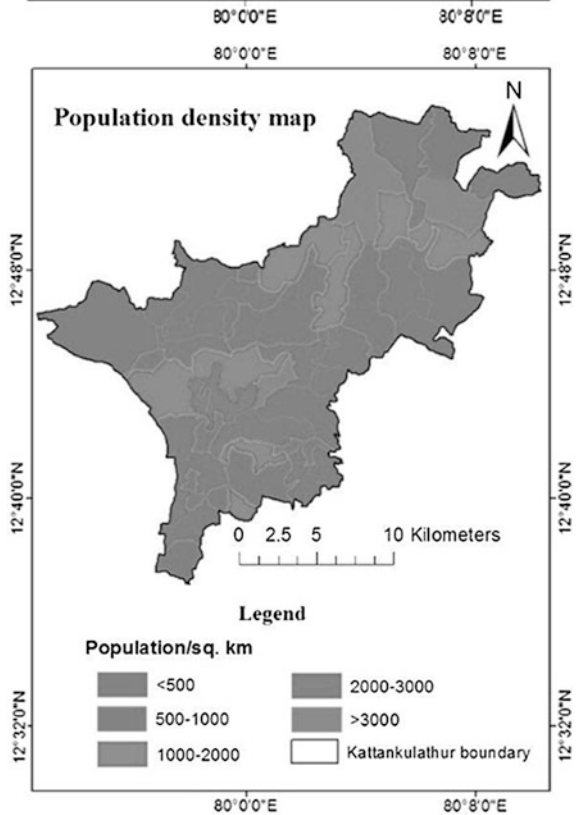 80°0'0"E 80°8'0"E
80°0'0"E 80°8'0"E
Population density map
N
12°48'0"N 12°48'0"N
12°40'0"N 12°40'0"N
0 2.5 5 10 Kilometers
Legend
Population/sq. km
<500
500-1000
1000-2000
2000-3000
>3000
Kattankulathur boundary
12°32'0"N 12°32'0"N
80°0'0"E 80°8'0"E